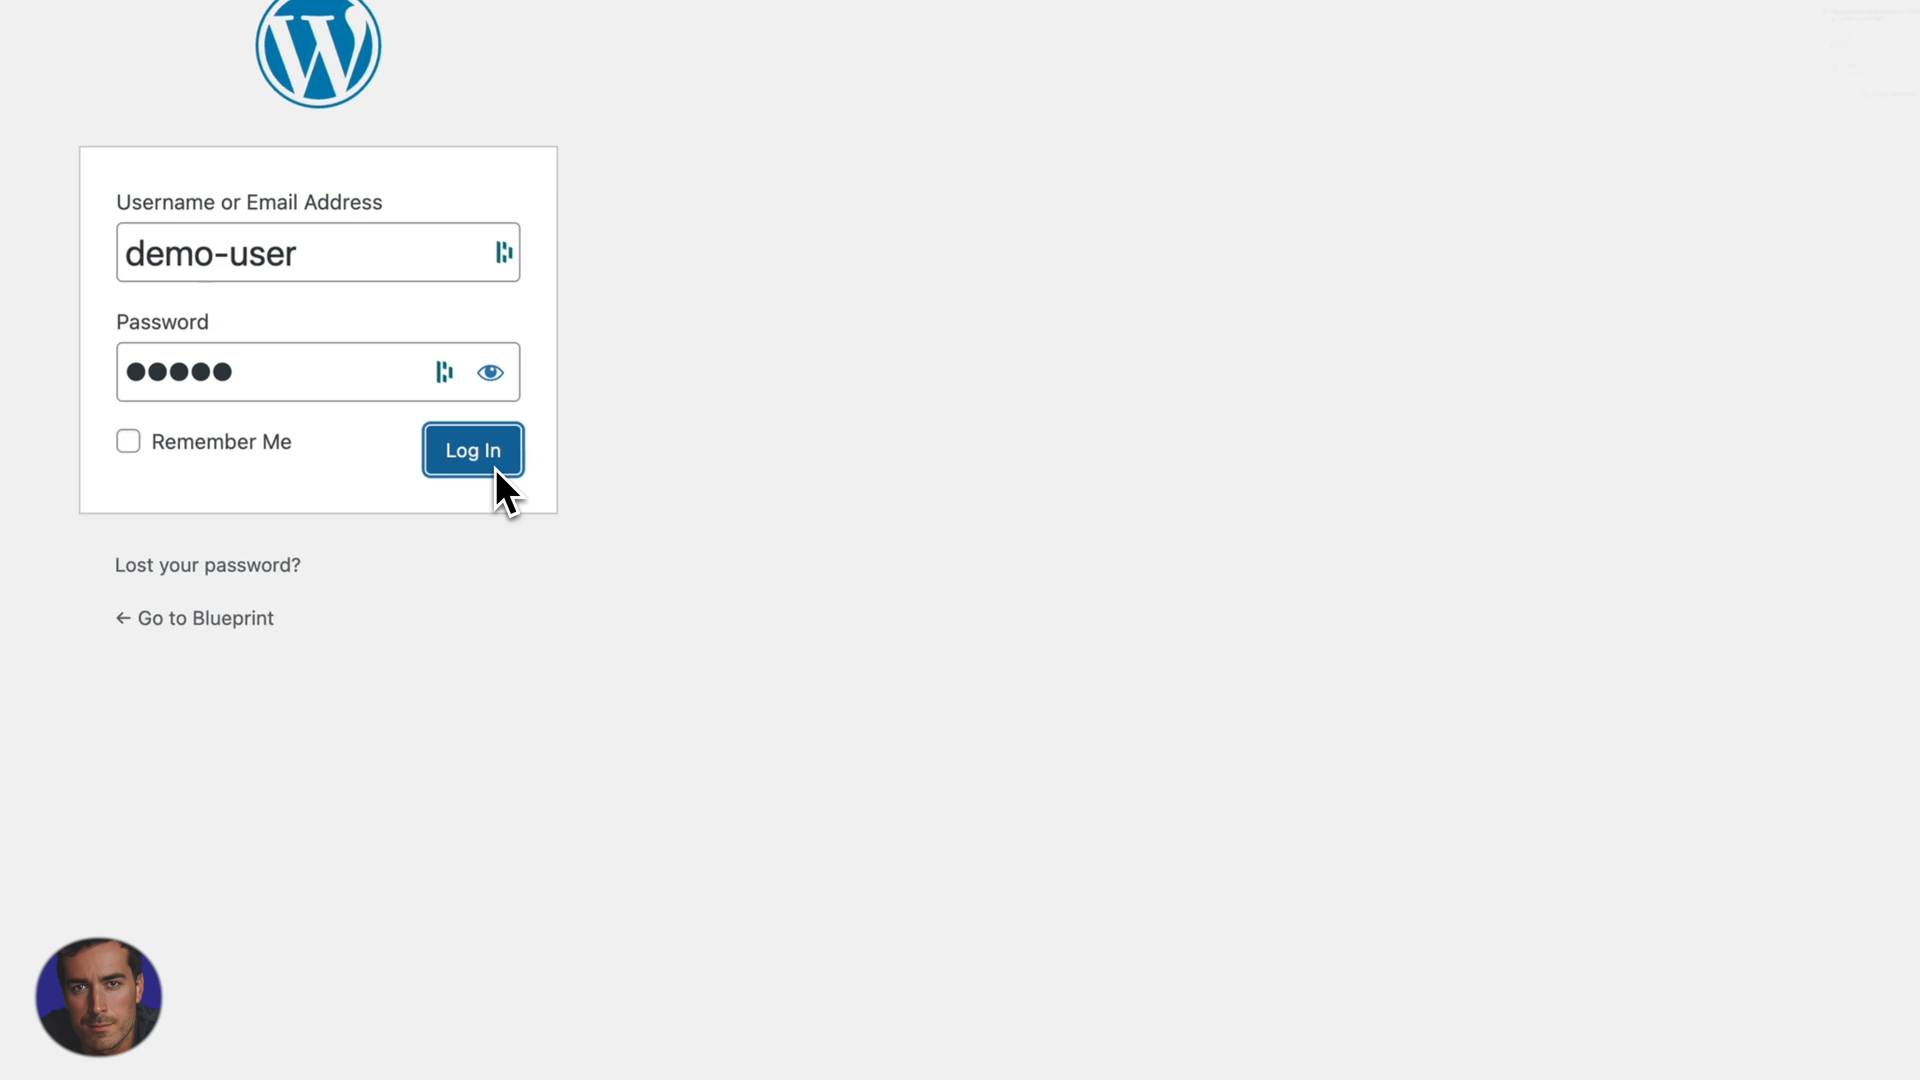 Username or Email Address
demo-user
Password
Remember Me
Log In
Lost your password?
← Go to Blueprint